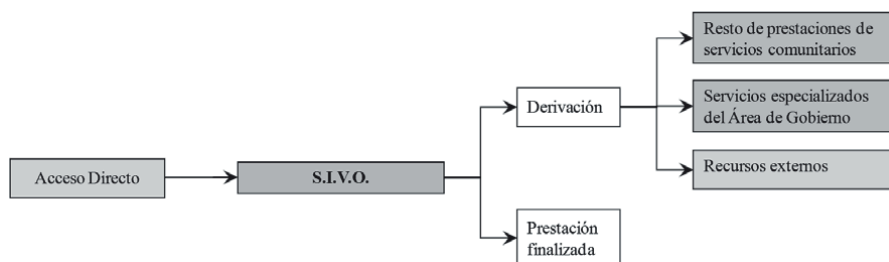 Acceso Directo
S.I.V.O.
Derivación
Prestación
finalizada
Resto de prestaciones de
servicios comunitarios
Servicios especializados
del Área de Gobierno
Recursos externos